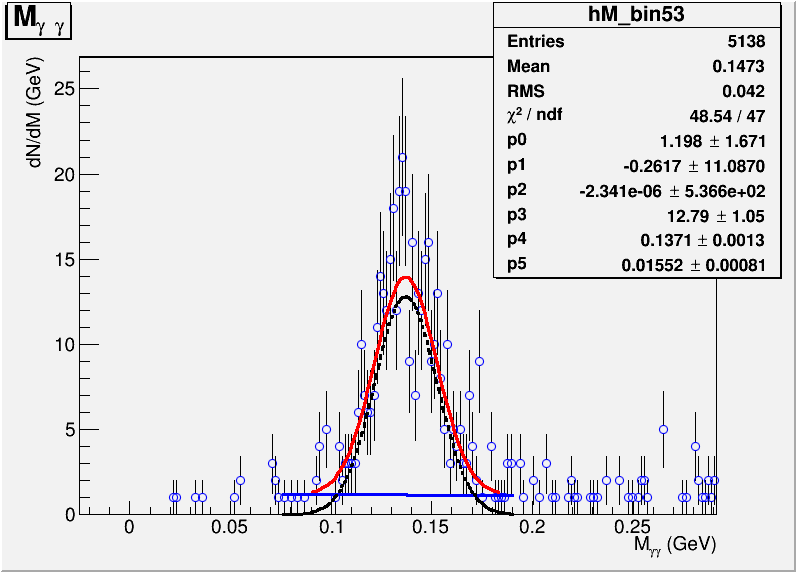 M γ γ
hM_bin53
Entries 5138
Mean 0.1473
RMS 0.042
χ² / ndf 48.54 / 47
p0 1.198 ± 1.671
p1 -0.2617 ± 11.0870
p2 -2.341e-06 ± 5.366e+02
p3 12.79 ± 1.05
p4 0.1371 ± 0.0013
p5 0.01552 ± 0.00081
dN/dM (GeV)
25
20
15
10
5
0
0 0.05 0.1 0.15 0.2 0.25
M γγ (GeV)